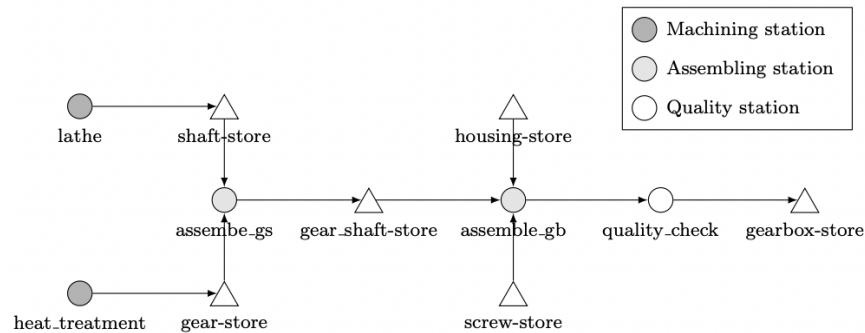 Machining station
Assembling station
Quality station
lathe
shaft-store
housing-store
assembe_gs
gear_shaft-store
assemble_gb
quality_check
gearbox-store
heat_treatment
gear-store
screw-store